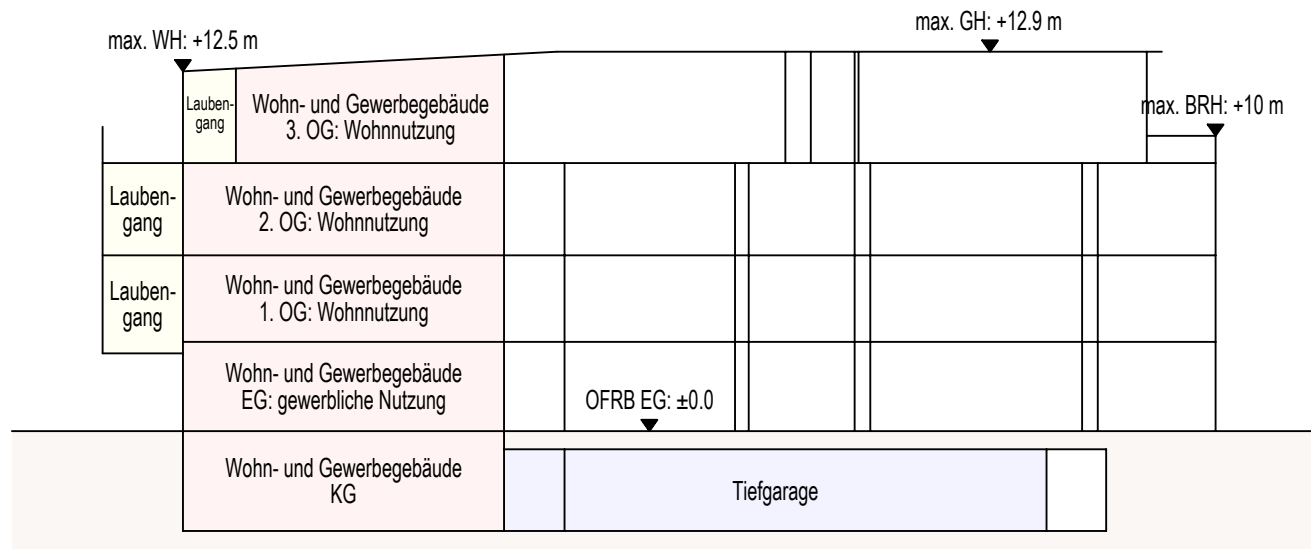 max. GH: +12.9 m
max. WH: +12.5 m
Lauben-
gang
Wohn- und Gewerbegebäude
3. OG: Wohnnutzung
max. BRH: +10 m
Lauben-
gang
Wohn- und Gewerbegebäude
2. OG: Wohnnutzung
Lauben-
gang
Wohn- und Gewerbegebäude
1. OG: Wohnnutzung
Wohn- und Gewerbegebäude
EG: gewerbliche Nutzung
OFRB EG: ±0.0
Wohn- und Gewerbegebäude
KG
Tiefgarage